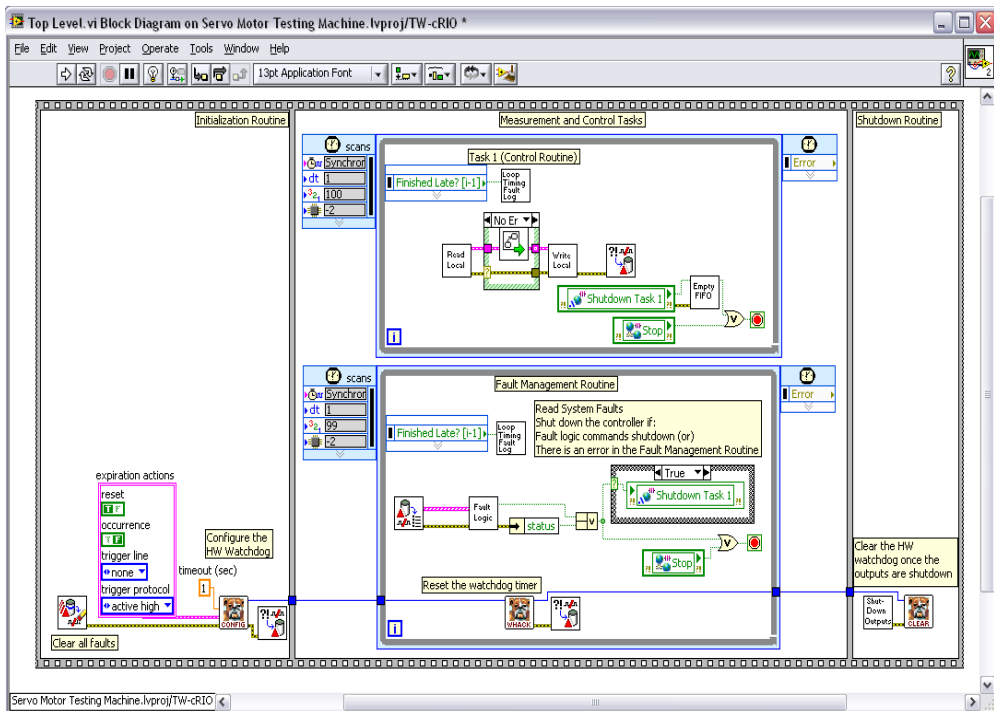 Top Level.vi Block Diagram on Servo Motor Testing Machine.lvproj/TW-cRIO *
File Edit View Project Operate Tools Window Help
13pt Application Font
2
Initialization Routine
Measurement and Control Tasks
Shutdown Routine
scans
Synchror
dt 1
100
-2
Task 1 (Control Routine)
Finished Late? [i-1]
Loop
Timing
Fault
Log
Error
No Er
Read
Local
Write
Local
Shutdown Task 1
Empty
FIFO
Stop
i
scans
Synchror
dt 1
99
-2
Fault Management Routine
Finished Late? [i-1]
Loop
Timing
Fault
Log
Read System Faults
Shut down the controller if:
Fault logic commands shutdown (or)
There is an error in the Fault Management Routine
Error
True
Shutdown Task 1
Fault
Logic
status
Stop
Reset the watchdog timer
WHACK
i
expiration actions
reset
T F
occurrence
T F
trigger line
none
trigger protocol
active high
Configure the
HW Watchdog
timeout (sec)
1
CONFIG
Clear all faults
Clear the HW
watchdog once the
outputs are shutdown
Shut-
Down
Outputs
CLEAR
Servo Motor Testing Machine.lvproj/TW-cRIO